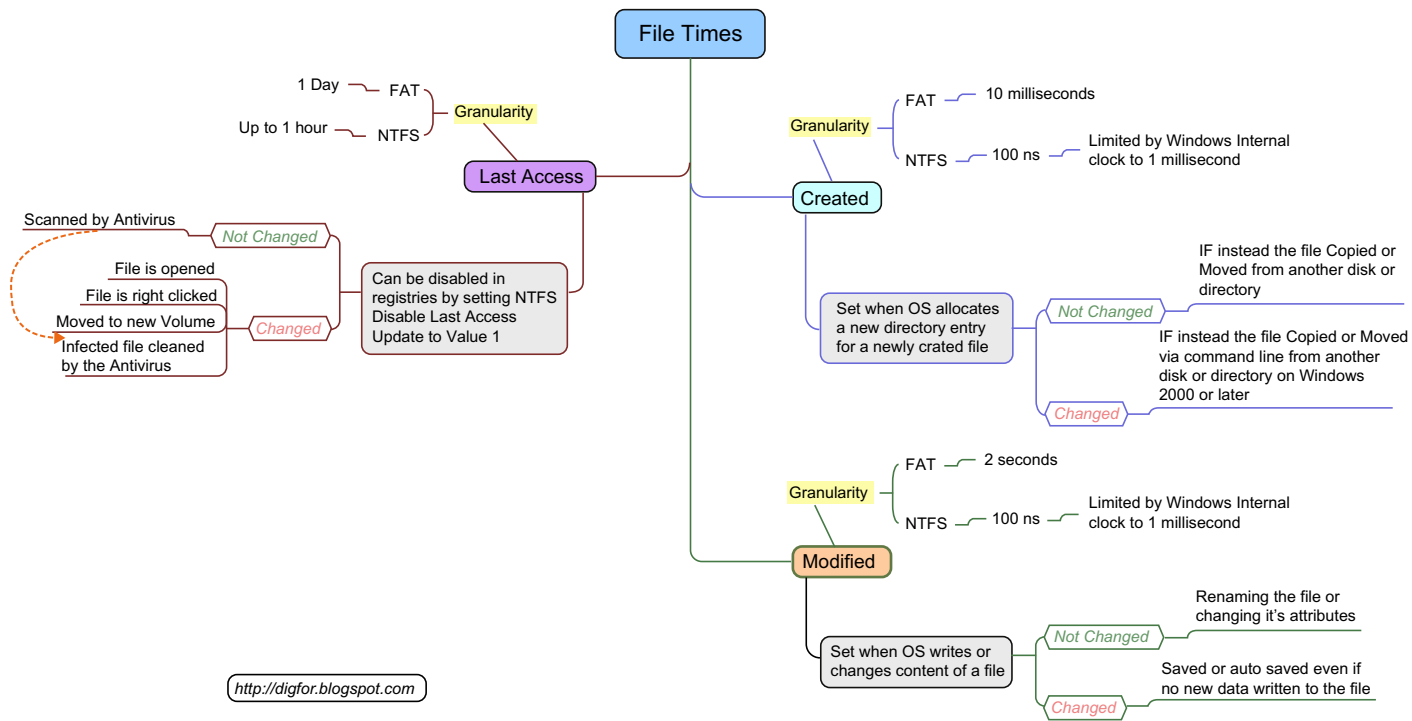 File Times
1 Day
FAT
Up to 1 hour
NTFS
Granularity
Last Access
Scanned by Antivirus
Not Changed
File is opened
File is right clicked
Moved to new Volume
Infected file cleaned
by the Antivirus
Changed
Can be disabled in
registries by setting NTFS
Disable Last Access
Update to Value 1
Granularity
FAT
10 milliseconds
NTFS
100 ns
Limited by Windows Internal
clock to 1 millisecond
Created
Set when OS allocates
a new directory entry
for a newly crated file
Not Changed
IF instead the file Copied or
Moved from another disk or
directory
Changed
IF instead the file Copied or Moved
via command line from another
disk or directory on Windows
2000 or later
Granularity
FAT
2 seconds
NTFS
100 ns
Limited by Windows Internal
clock to 1 millisecond
Modified
Set when OS writes or
changes content of a file
Not Changed
Renaming the file or
changing it’s attributes
Changed
Saved or auto saved even if
no new data written to the file
http://digfor.blogspot.com